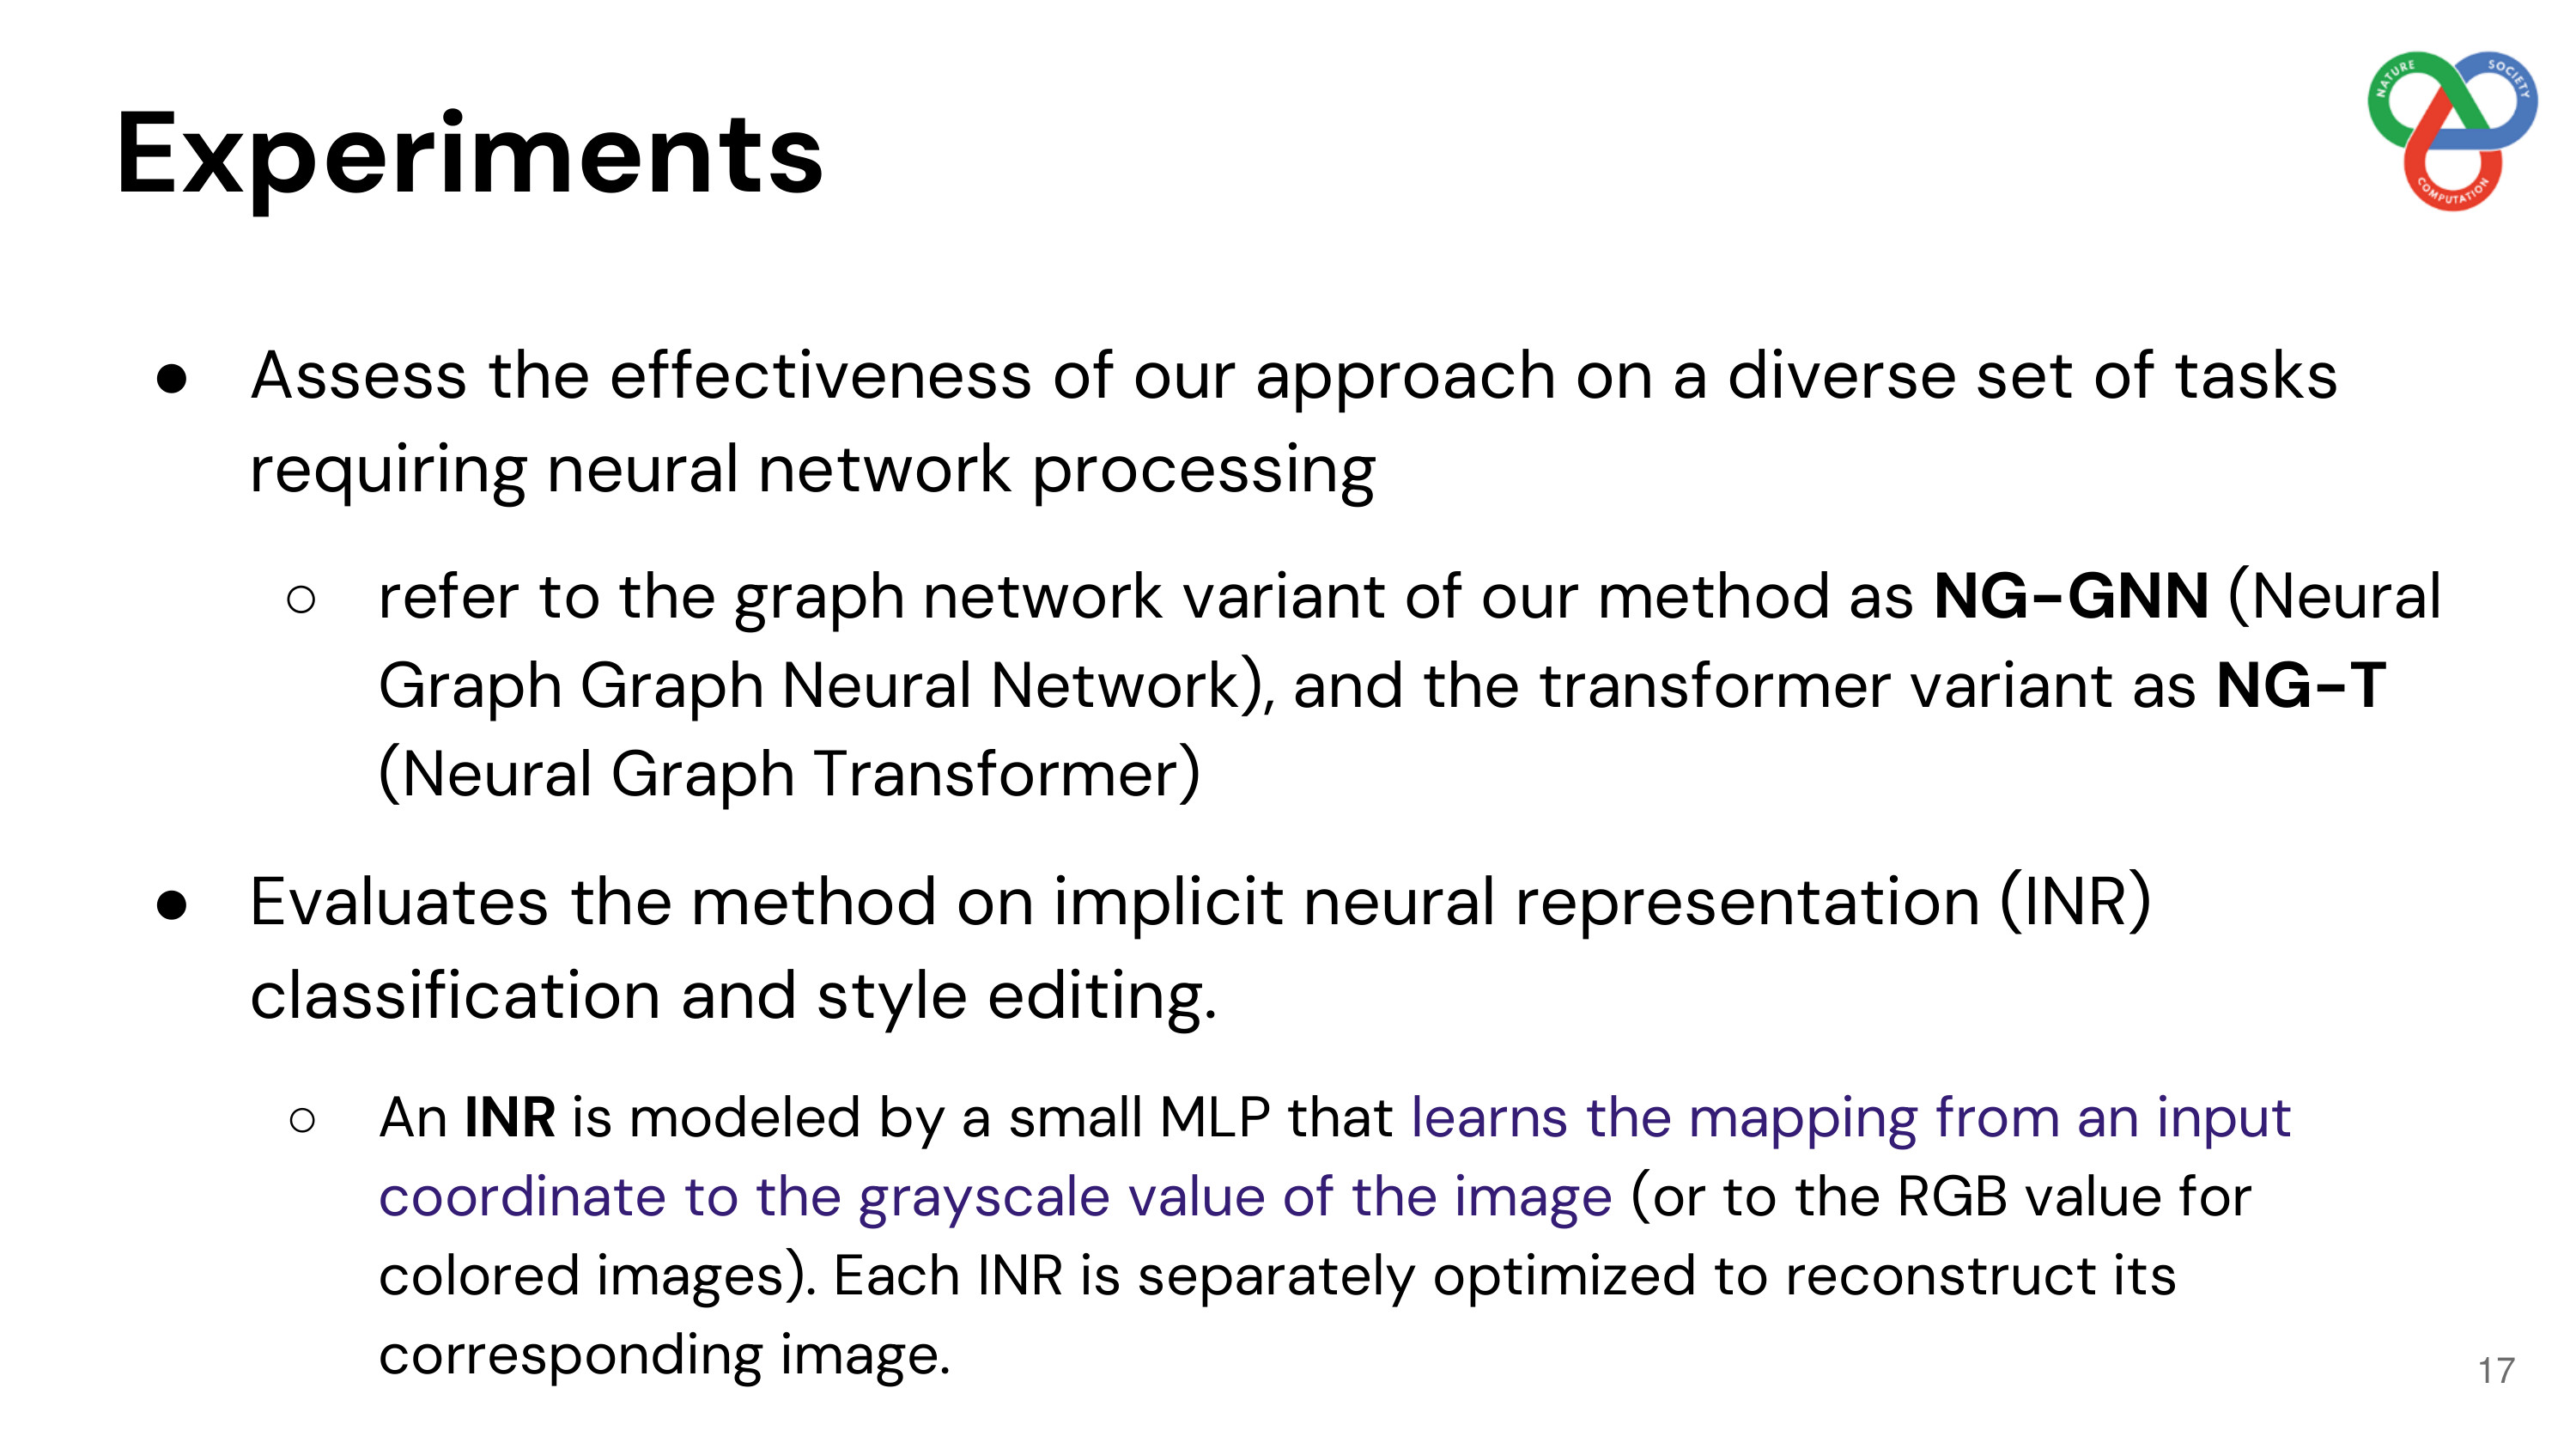 Experiments
NATURE
SOCIETY
COMPUTATION
● Assess the effectiveness of our approach on a diverse set of tasks
requiring neural network processing
○ refer to the graph network variant of our method as NG-GNN (Neural
Graph Graph Neural Network), and the transformer variant as NG-T
(Neural Graph Transformer)
● Evaluates the method on implicit neural representation (INR)
classification and style editing.
○ An INR is modeled by a small MLP that learns the mapping from an input
coordinate to the grayscale value of the image (or to the RGB value for
colored images). Each INR is separately optimized to reconstruct its
corresponding image.
17